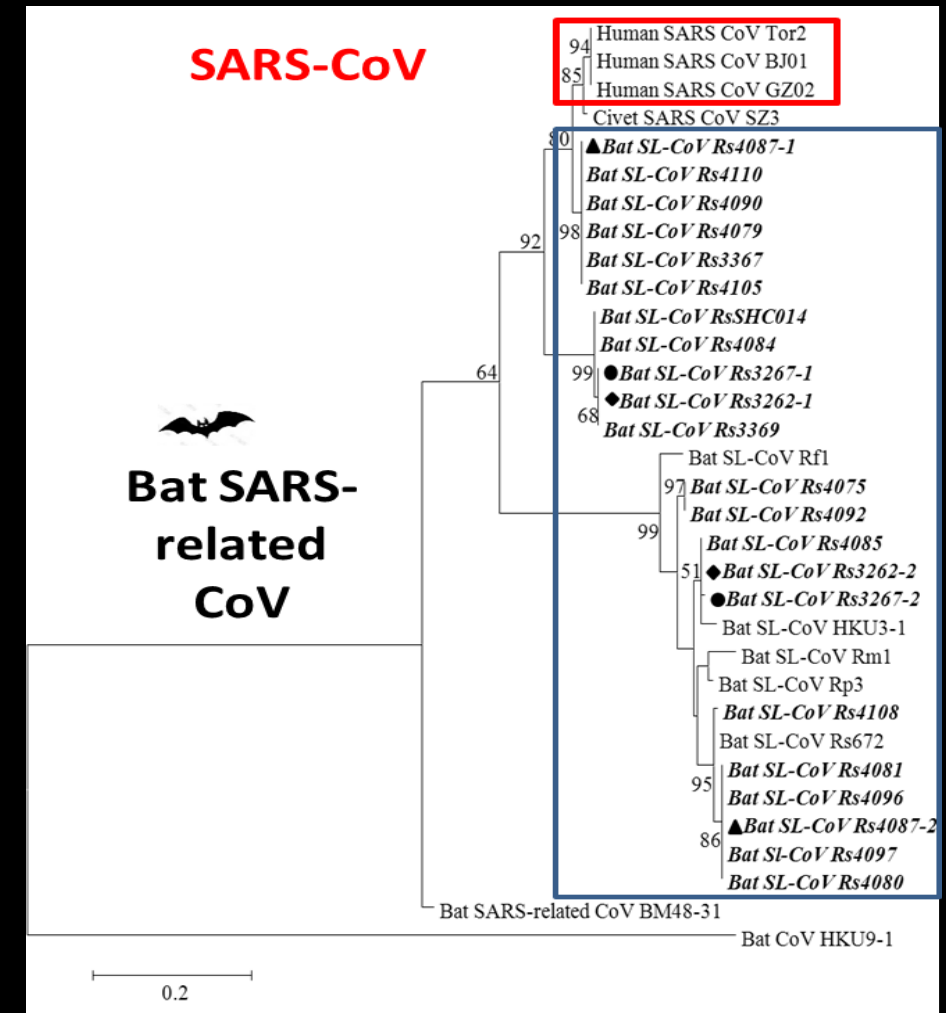 SARS-CoV
94
Human SARS CoV Tor2
Human SARS CoV BJ01
85
Human SARS CoV GZ02
Civet SARS CoV SZ3
80
▲Bat SL-CoV Rs4087-1
Bat SL-CoV Rs4110
Bat SL-CoV Rs4090
98
Bat SL-CoV Rs4079
92
Bat SL-CoV Rs3367
Bat SL-CoV Rs4105
Bat SL-CoV RsSHC014
Bat SL-CoV Rs4084
64
99
●Bat SL-CoV Rs3267-1
◆Bat SL-CoV Rs3262-1
68
Bat SL-CoV Rs3369
Bat SL-CoV Rf1
Bat SARS-
related
CoV
97
Bat SL-CoV Rs4075
Bat SL-CoV Rs4092
99
Bat SL-CoV Rs4085
51
◆Bat SL-CoV Rs3262-2
●Bat SL-CoV Rs3267-2
Bat SL-CoV HKU3-1
Bat SL-CoV Rm1
Bat SL-CoV Rp3
Bat SL-CoV Rs4108
Bat SL-CoV Rs672
Bat SL-CoV Rs4081
95
Bat SL-CoV Rs4096
▲Bat SL-CoV Rs4087-2
86
Bat Sl-CoV Rs4097
Bat SL-CoV Rs4080
Bat SARS-related CoV BM48-31
Bat CoV HKU9-1
0.2